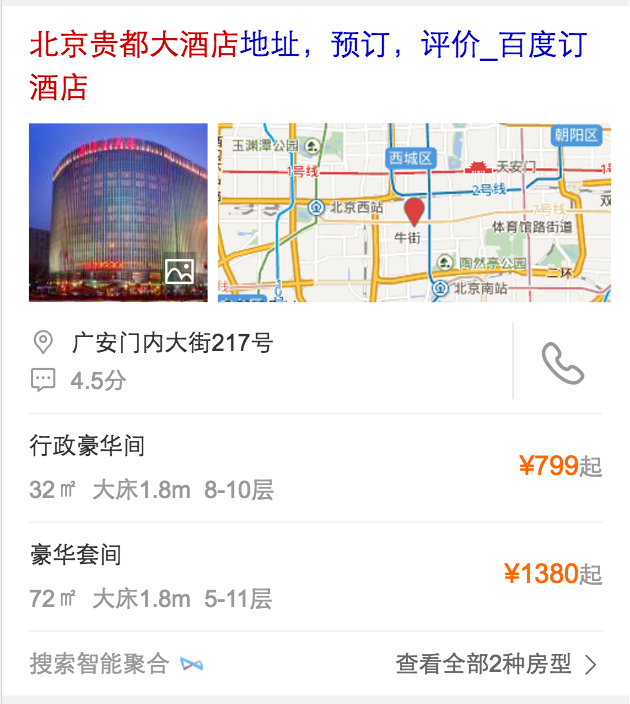 北京贵都大酒店地址，预订，评价_百度订
酒店
朝阳区
玉渊潭公园
西城区
天安门
1号线
2号线
北京西站
7号线
牛街
体育馆路街道
陶然亭公园
二环
北京南站
广安门内大街217号
4.5分
行政豪华间
¥799起
32㎡ 大床1.8m 8-10层
豪华套间
¥1380起
72㎡ 大床1.8m 5-11层
搜索智能聚合
查看全部2种房型